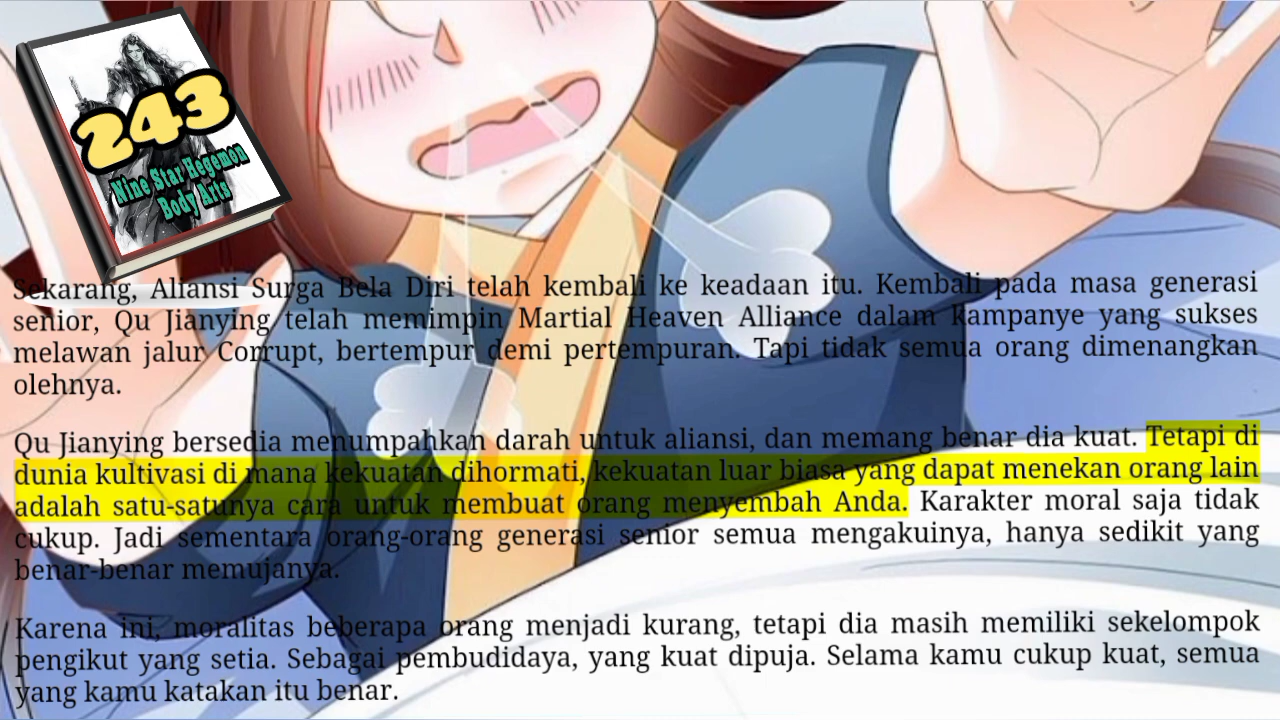 243
Nine Star Hegemon
Body Arts
Sekarang, Aliansi Surga Bela Diri telah kembali ke keadaan itu. Kembali pada masa generasi
senior, Qu Jianying telah memimpin Martial Heaven Alliance dalam kampanye yang sukses
melawan jalur Corrupt, bertempur demi pertempuran. Tapi tidak semua orang dimenangkan
olehnya.
Qu Jianying bersedia menumpahkan darah untuk aliansi, dan memang benar dia kuat. Tetapi di
dunia kultivasi di mana kekuatan dihormati, kekuatan luar biasa yang dapat menekan orang lain
adalah satu-satunya cara untuk membuat orang menyembah Anda. Karakter moral saja tidak
cukup. Jadi sementara orang-orang generasi senior semua mengakuinya, hanya sedikit yang
benar-benar memujanya.
Karena ini, moralitas beberapa orang menjadi kurang, tetapi dia masih memiliki sekelompok
pengikut yang setia. Sebagai pembudidaya, yang kuat dipuja. Selama kamu cukup kuat, semua
yang kamu katakan itu benar.